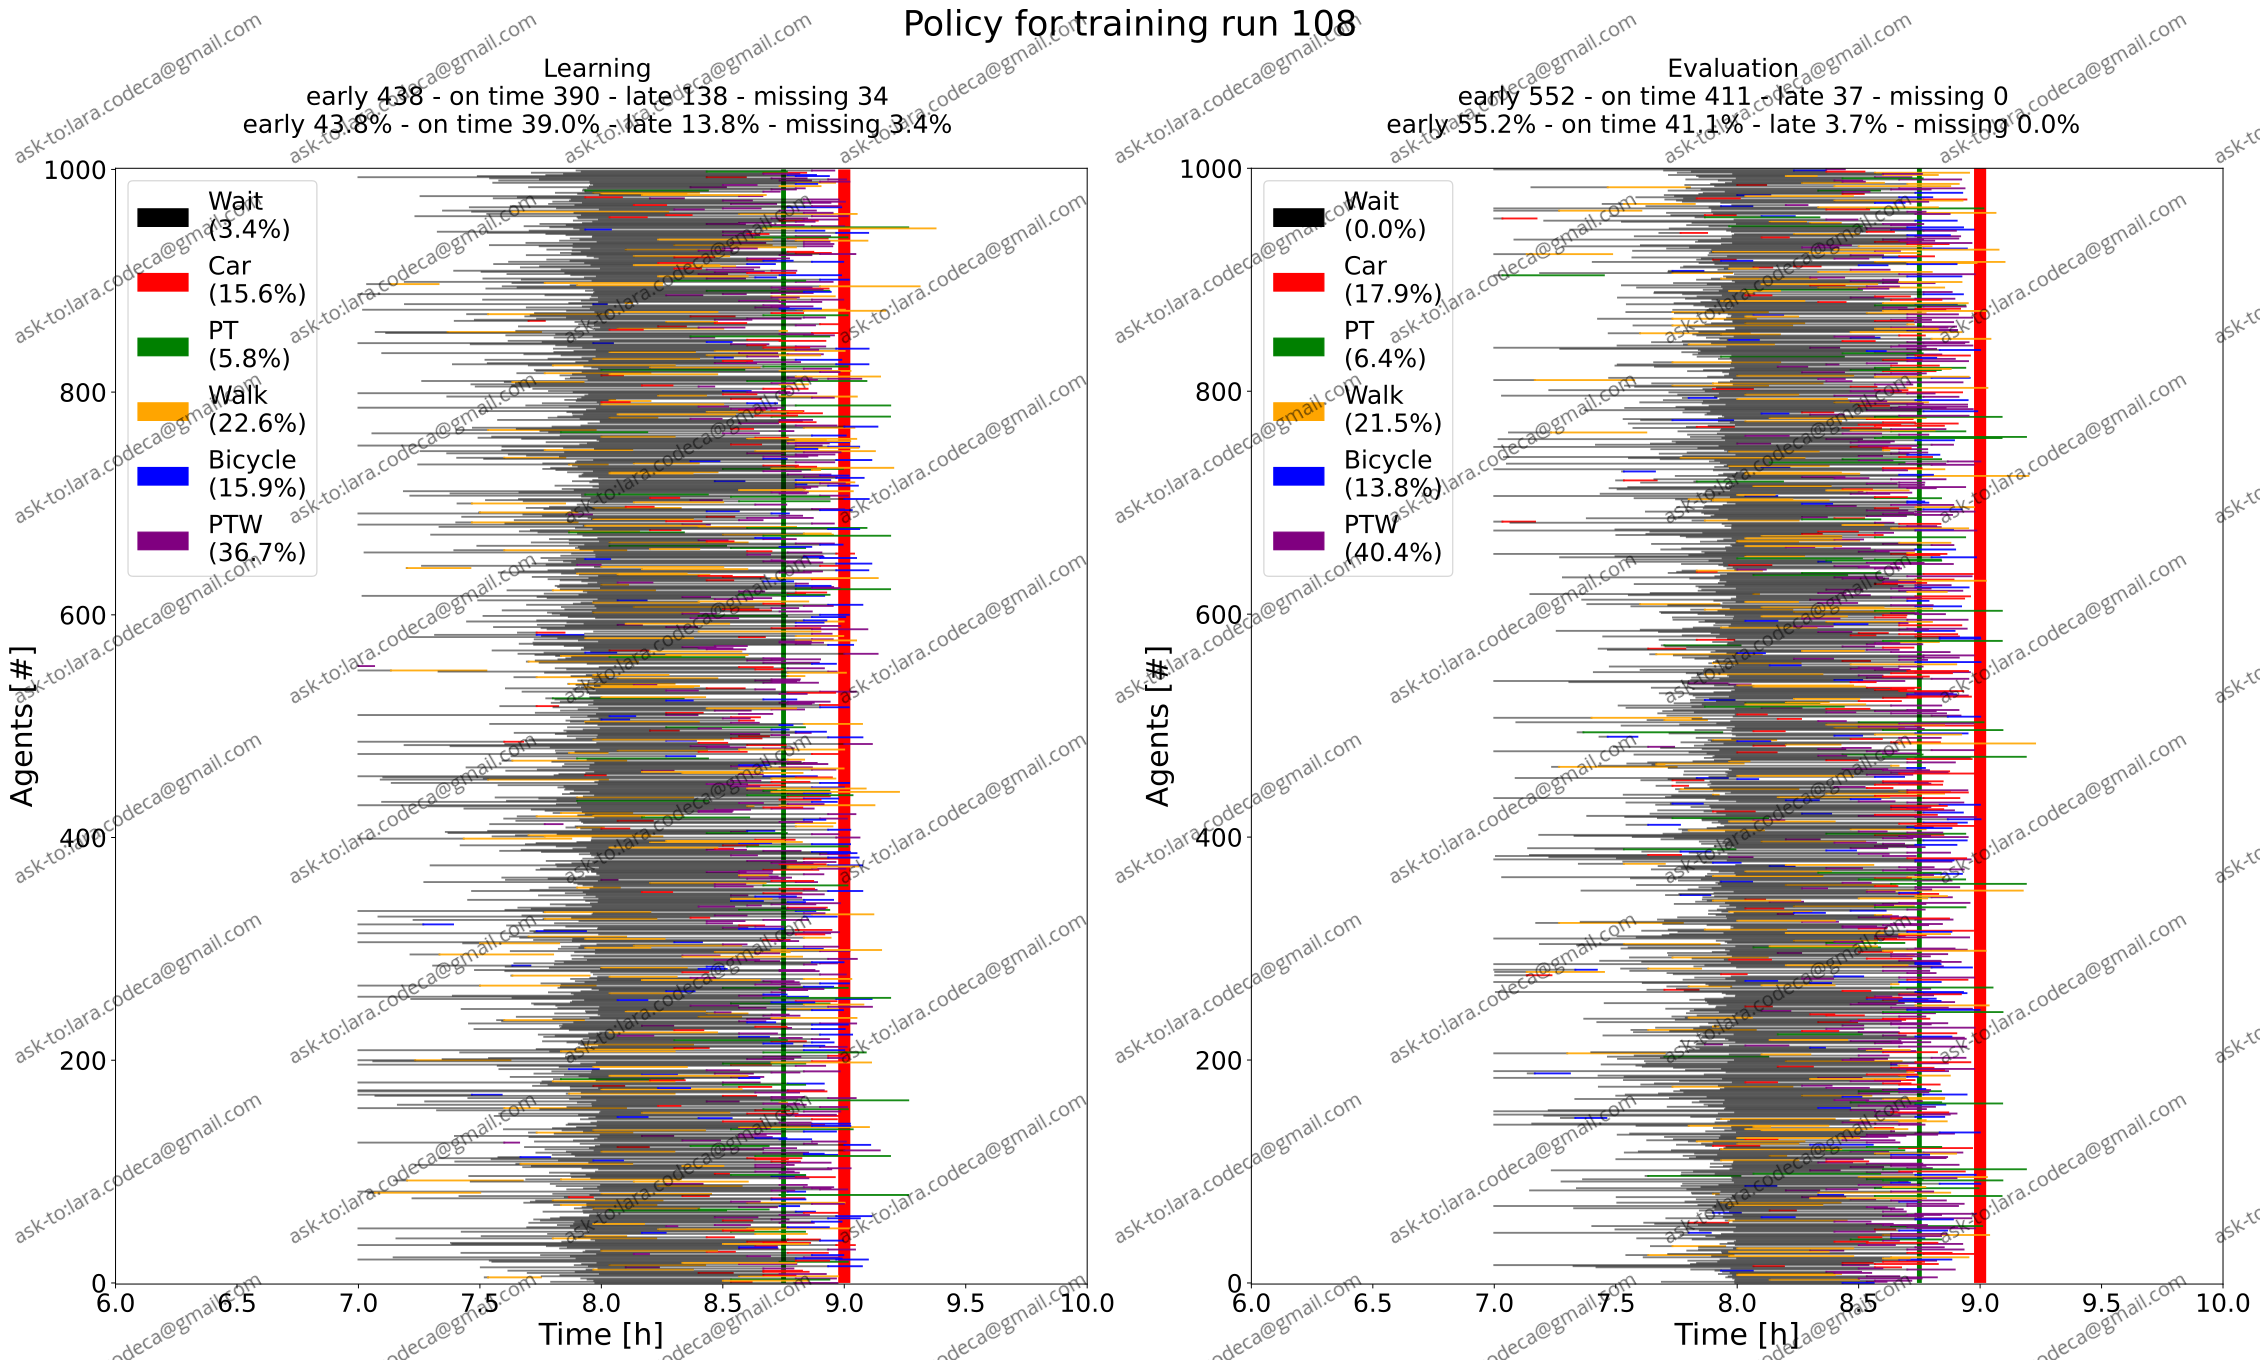 Policy for training run 108
Learning
early 438 - on time 390 - late 138 - missing 34
early 43.8% - on time 39.0% - late 13.8% - missing 3.4%
Evaluation
early 552 - on time 411 - late 37 - missing 0
early 55.2% - on time 41.1% - late 3.7% - missing 0.0%
1000
800
600
400
200
0
Agents [#]
Wait
(3.4%)
Car
(15.6%)
PT
(5.8%)
Walk
(22.6%)
Bicycle
(15.9%)
PTW
(36.7%)
6.0 6.5 7.0 7.5 8.0 8.5 9.0 9.5 10.0
Time [h]
1000
800
600
400
200
0
Agents [#]
Wait
(0.0%)
Car
(17.9%)
PT
(6.4%)
Walk
(21.5%)
Bicycle
(13.8%)
PTW
(40.4%)
6.0 6.5 7.0 7.5 8.0 8.5 9.0 9.5 10.0
Time [h]
ask-to:lara.codeca@gmail.com